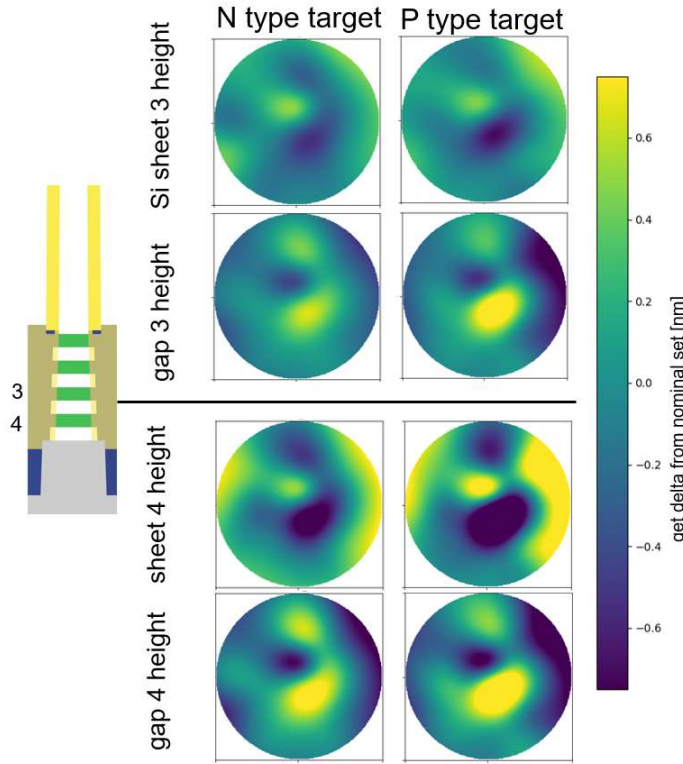 N type target
P type target
Si sheet 3 height
gap 3 height
3
4
sheet 4 height
gap 4 height
0.6
0.4
0.2
0.0
−0.2
−0.4
−0.6
get delta from nominal set [nm]